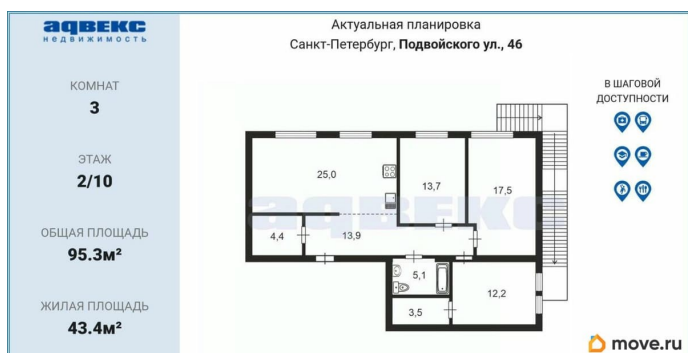 адвекс
НЕДВИЖИМОСТЬ
КОМНАТ
3
ЭТАЖ
2/10
ОБЩАЯ ПЛОЩАДЬ
95.3м²
ЖИЛАЯ ПЛОЩАДЬ
43.4м²
Актуальная планировка
Санкт-Петербург, Подвойского ул., 46
В ШАГОВОЙ
ДОСТУПНОСТИ
25,0
13,7
17,5
4,4
13,9
5,1
12,2
3,5
адвекс
move.ru